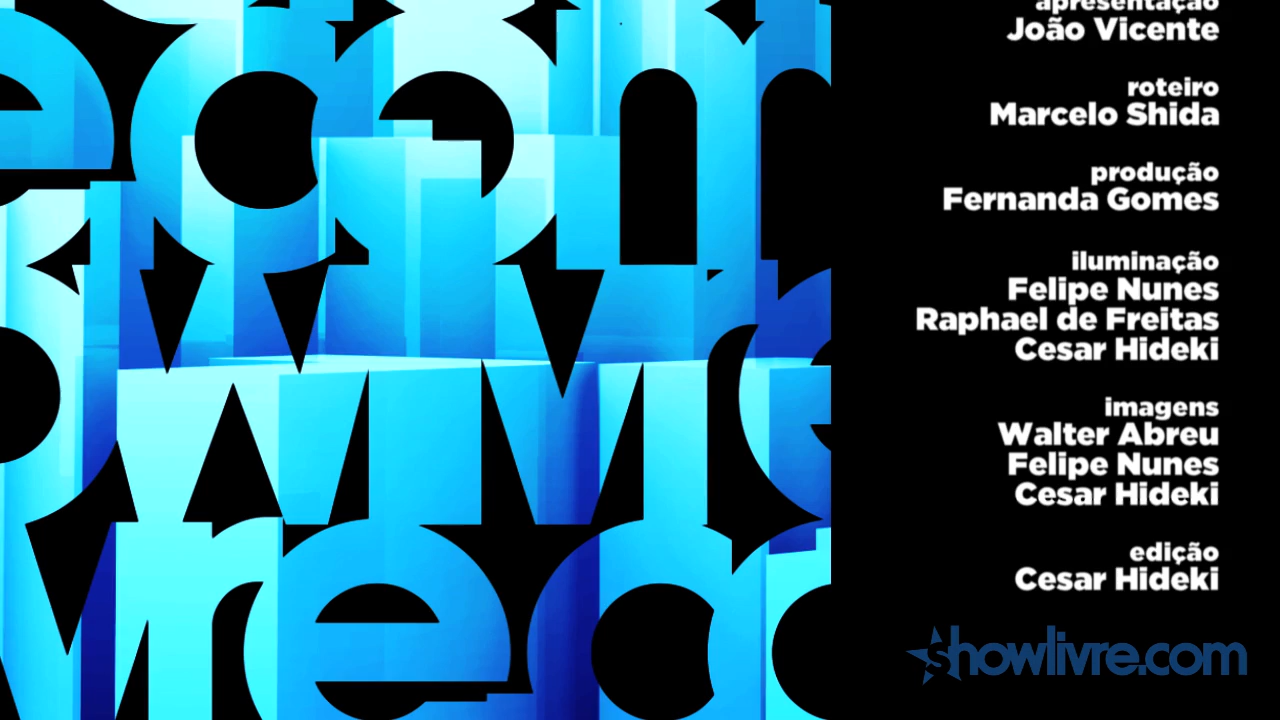 apresentação
João Vicente
roteiro
Marcelo Shida
produção
Fernanda Gomes
iluminação
Felipe Nunes
Raphael de Freitas
Cesar Hideki
imagens
Walter Abreu
Felipe Nunes
Cesar Hideki
edição
Cesar Hideki
showlivre.com